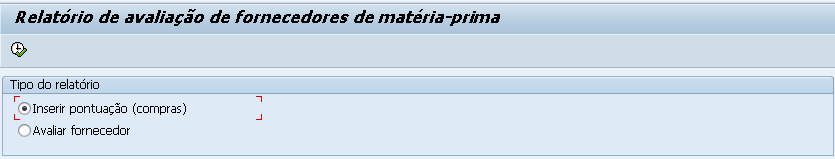 Relatório de avaliação de fornecedores de matéria-prima
Tipo do relatório
Inserir pontuação (compras)
Avaliar fornecedor